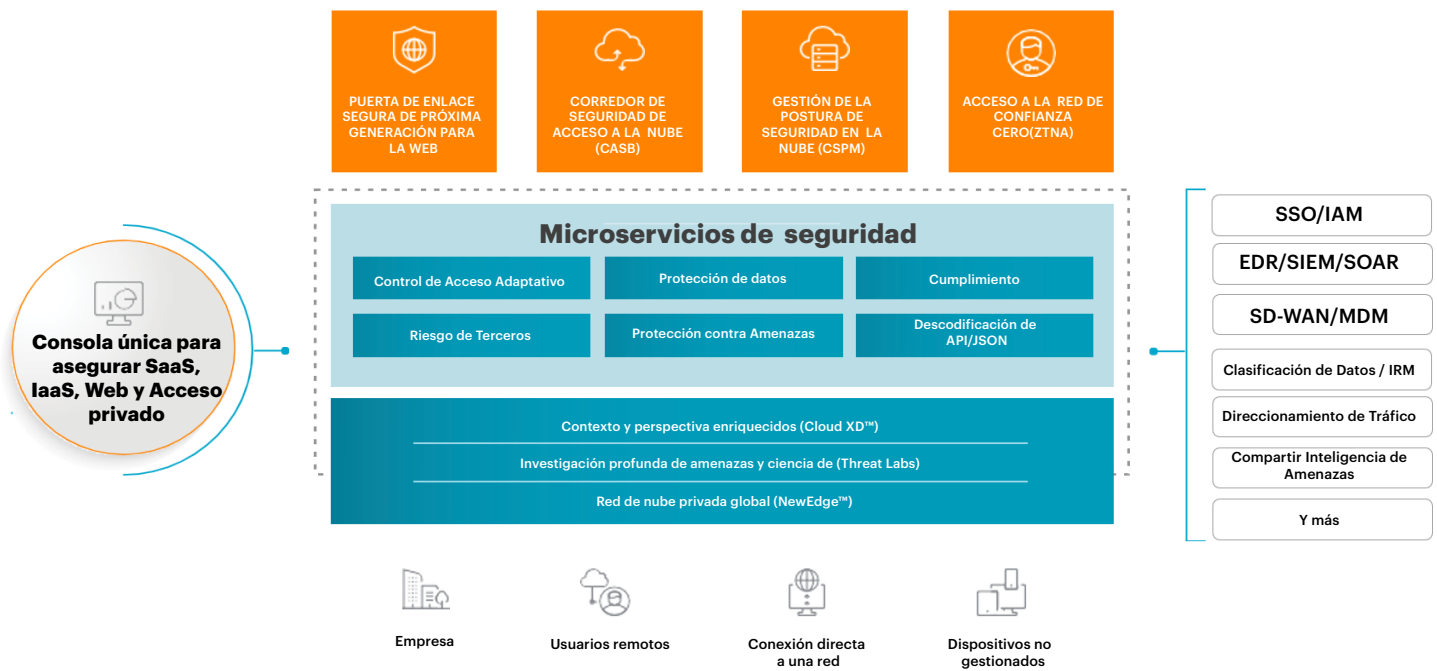 PUERTA DE ENLACE
SEGURA DE PRÓXIMA
GENERACIÓN PARA
LA WEB
CORREDOR DE
SEGURIDAD DE
ACCESO A LA NUBE
(CASB)
GESTIÓN DE LA
POSTURA DE
SEGURIDAD EN LA
NUBE (CSPM)
ACCESO A LA RED DE
CONFIANZA
CERO(ZTNA)
Consola única para
asegurar SaaS,
IaaS, Web y Acceso
privado
Microservicios de seguridad
Control de Acceso Adaptativo
Protección de datos
Cumplimiento
Riesgo de Terceros
Protección contra Amenazas
Descodificación de
API/JSON
Contexto y perspectiva enriquecidos (Cloud XD™)
Investigación profunda de amenazas y ciencia de (Threat Labs)
Red de nube privada global (NewEdge™)
SSO/IAM
EDR/SIEM/SOAR
SD-WAN/MDM
Clasificación de Datos / IRM
Direccionamiento de Tráfico
Compartir Inteligencia de
Amenazas
Y más
Empresa
Usuarios remotos
Conexión directa
a una red
Dispositivos no
gestionados